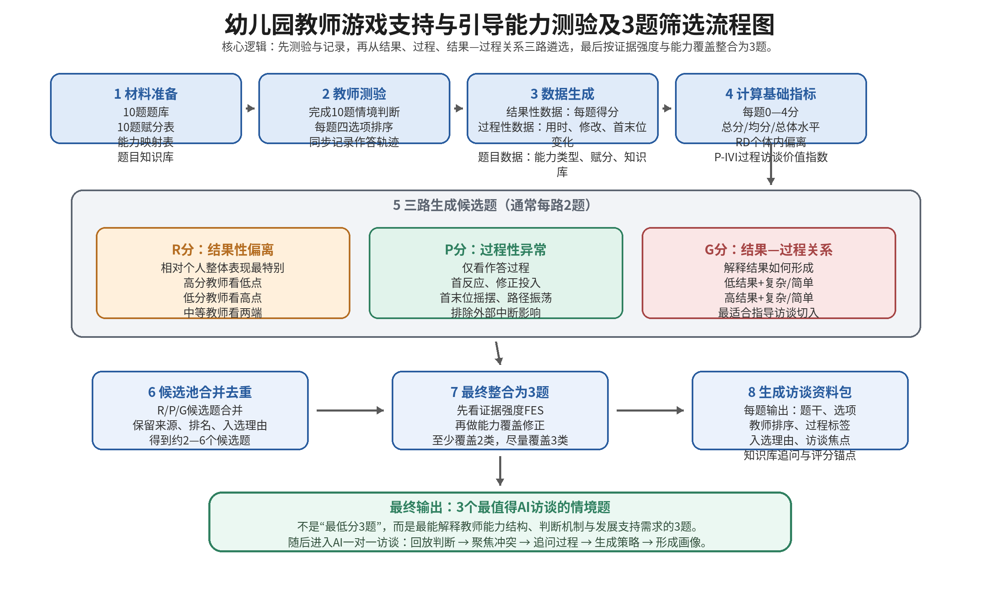 幼儿园教师游戏支持与引导能力测验及3题筛选流程图
核心逻辑：先测验与记录，再从结果、过程、结果—过程关系三路遴选，最后按证据强度与能力覆盖整合为3题。
1 材料准备
10题题库
10题赋分表
能力映射表
题目知识库
2 教师测验
完成10题情境判断
每题四选项排序
同步记录作答轨迹
3 数据生成
结果性数据：每题得分
过程性数据：用时、修改、首末位
变化
题目数据：能力类型、赋分、知识
库
4 计算基础指标
每题0—4分
总分/均分/总体水平
RD个体内偏离
P-IVI过程访谈价值指数
5 三路生成候选题（通常每路2题）
R分：结果性偏离
相对个人整体表现最特别
高分教师看低点
低分教师看高点
中等教师看两端
P分：过程性异常
仅看作答过程
首反应、修正投入
首末位摇摆、路径振荡
排除外部中断影响
G分：结果—过程关系
解释结果如何形成
低结果+复杂/简单
高结果+复杂/简单
最适合指导访谈切入
6 候选池合并去重
R/P/G候选题合并
保留来源、排名、入选理由
得到约2—6个候选题
7 最终整合为3题
先看证据强度FES
再做能力覆盖修正
至少覆盖2类，尽量覆盖3类
8 生成访谈资料包
每题输出：题干、选项
教师排序、过程标签
入选理由、访谈焦点
知识库追问与评分锚点
最终输出：3个最值得AI访谈的情境题
不是“最低分3题”，而是最能解释教师能力结构、判断机制与发展支持需求的3题。
随后进入AI一对一访谈：回放判断 → 聚焦冲突 → 追问过程 → 生成策略 → 形成画像。